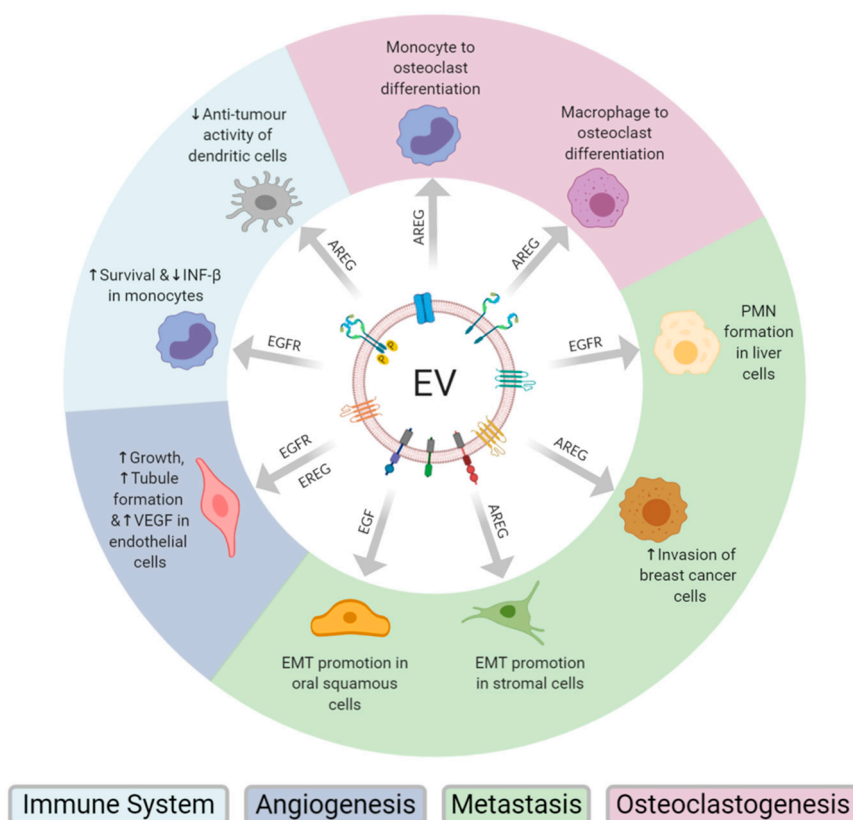 Monocyte to
osteoclast
differentiation
Macrophage to
osteoclast
differentiation
↓Anti-tumour
activity of
dendritic cells
AREG
AREG
AREG
↑Survival &↓INF-β
in monocytes
EGFR
EV
P
P
EGFR
PMN
formation
in liver
cells
↑Growth,
↑Tubule
formation
&↑VEGF in
endothelial
cells
EGFR
EREG
EGF
AREG
AREG
↑Invasion of
breast cancer
cells
EMT promotion in
oral squamous
cells
EMT promotion
in stromal cells
Immune System
Angiogenesis
Metastasis
Osteoclastogenesis